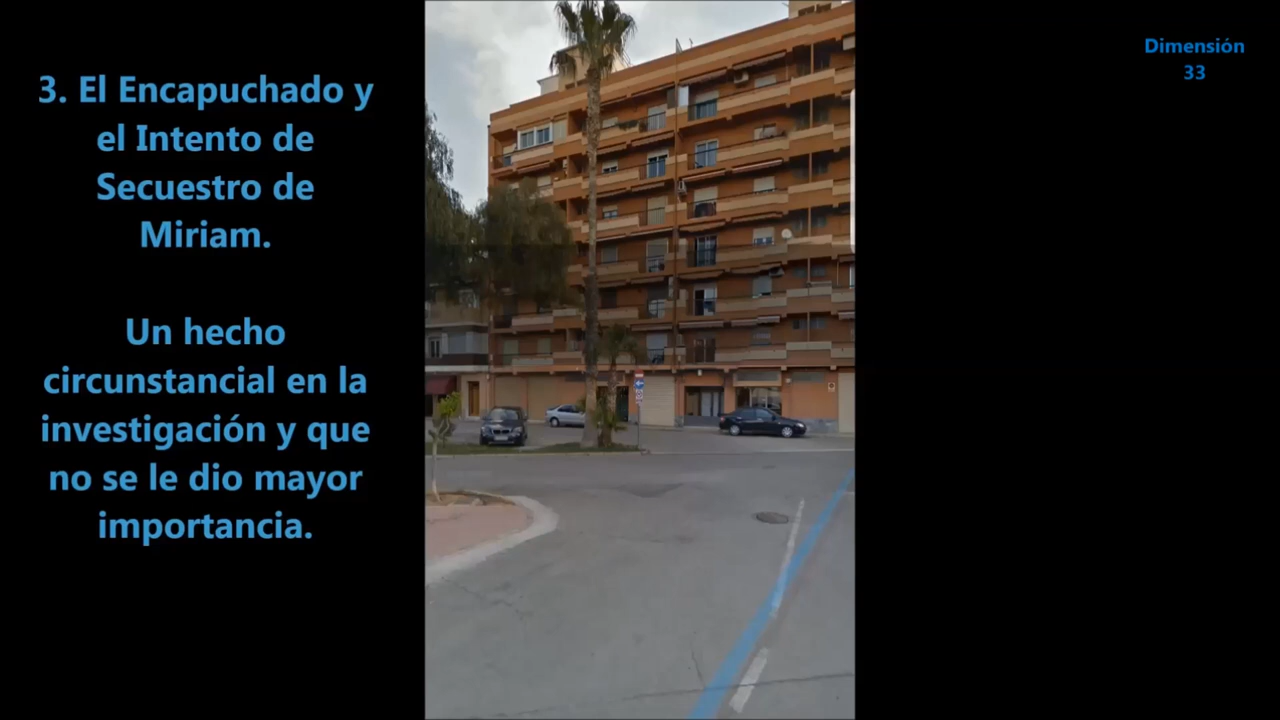 3. El Encapuchado y
el Intento de
Secuestro de
Miriam.
Un hecho
circunstancial en la
investigación y que
no se le dio mayor
importancia.
Dimensión
33